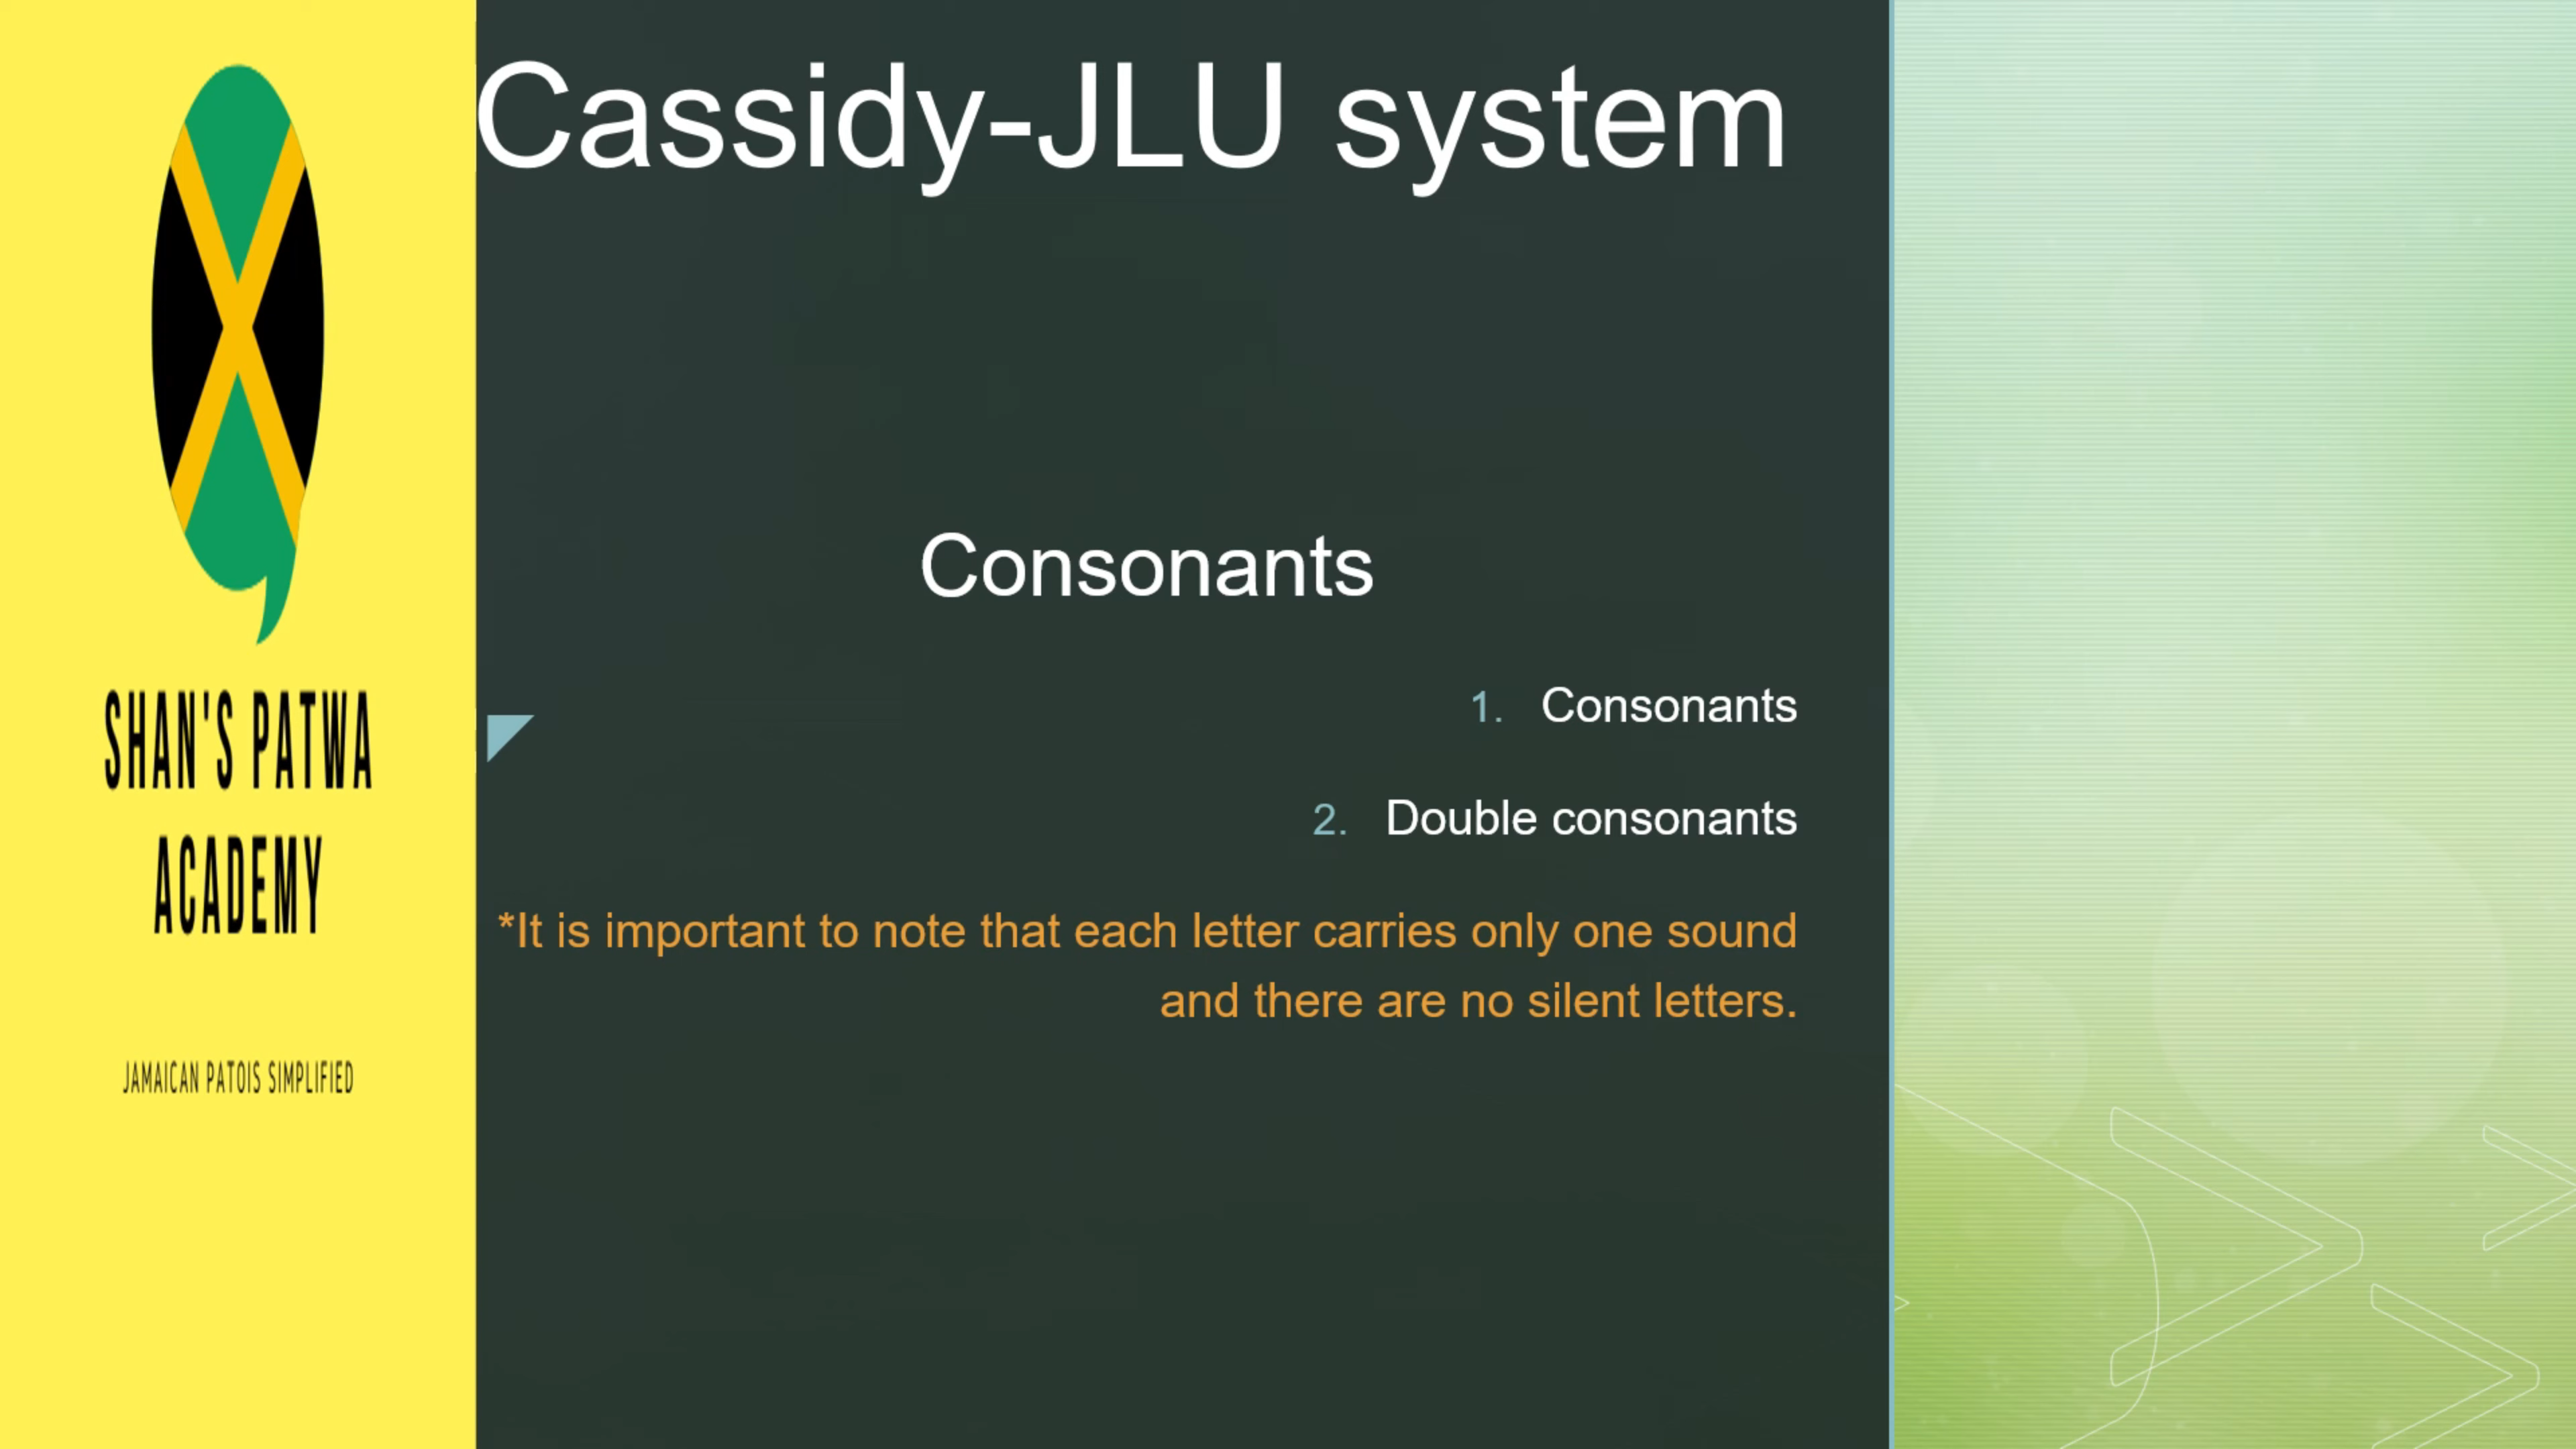 Cassidy-JLU system
SHAN'S PATWA
ACADEMY
JAMAICAN PATOIS SIMPLIFIED
Consonants
1. Consonants
2. Double consonants
*It is important to note that each letter carries only one sound
and there are no silent letters.